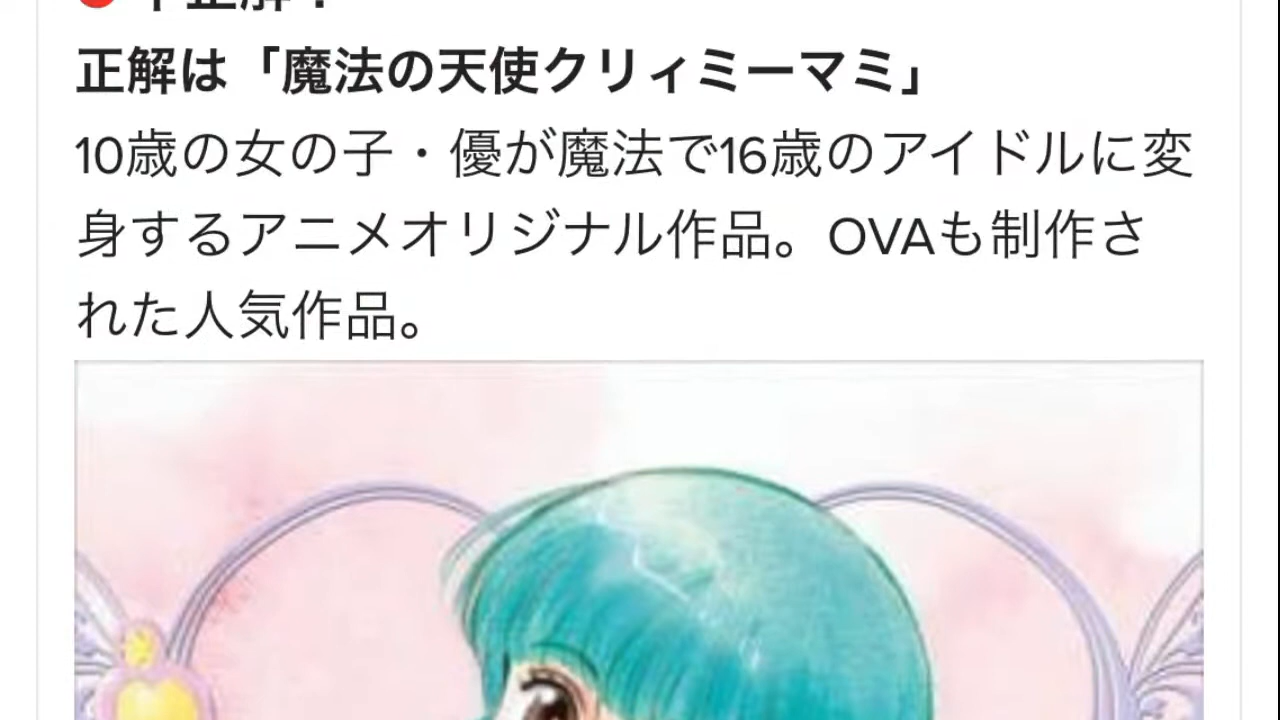 不正解！
正解は「魔法の天使クリィミーマミ」
10歳の女の子・優が魔法で16歳のアイドルに変
身するアニメオリジナル作品。OVAも制作さ
れた人気作品。